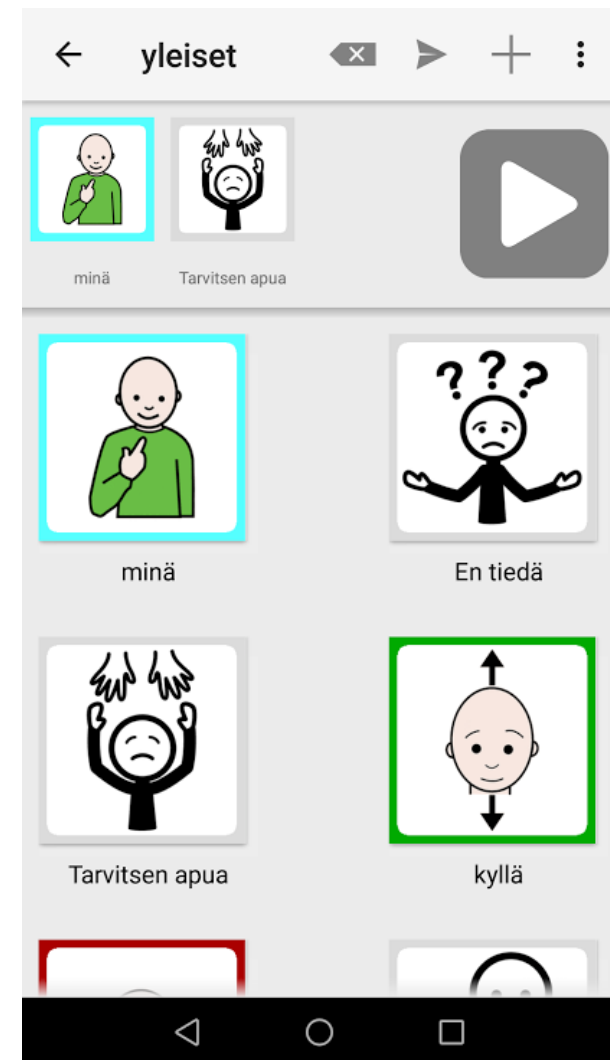 yleiset
minä
Tarvitsen apua
minä
En tiedä
? ? ?
Tarvitsen apua
kyllä